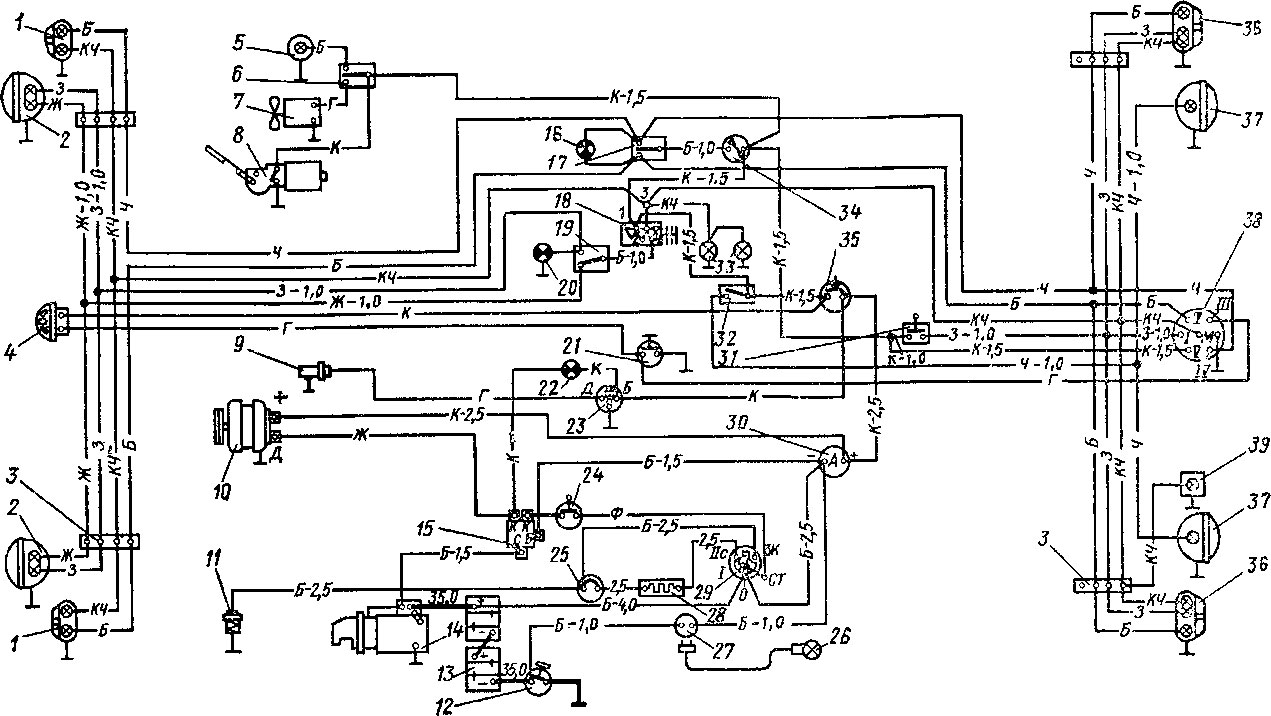 1
Б
КЧ
5
Б
6
7
Г
8
К
2
З
Ж
Ж-1,0
З-1,0
КЧ
Ч
К-1,5
16
17
Б-1,0
К-1.5
34
З
КЧ
18
1
19
Б-1,0
20
К-1,5
33
К-1,5
35
Ч
Б
КЧ
З-1,0
Ж-1,0
К
Г
4
К-1,5
32
31
К-1,0
З-1,0
К-1,5
Ч-1,0
Г
9
Г
21
22
К
Д
Б
23
К
10
+
Д
К-2,5
Ж
К
К-2,5
30
-
А
+
Б-1,5
24
Ф
15
К
Я
С
Б
Б-1,5
Б-2,5
25
2,5
2,5
28
29
IIс
I
О
ЗК
СТ
Б-2,5
11
Б-2,5
35,0
Б-4,0
14
+
-
13
+
-
35,0
12
Б-1,0
27
Б-1,0
26
3
2
Ж
З
КЧ
Б
Ж
З
1
КЧ
Б
Б
З
КЧ
36
37
Ч
З
КЧ
Ч-1,0
38
Ч
Б
КЧ
Ч
Б
КЧ
З-1,0
К-1,5
I
III
V
IV
Б
З
КЧ
Ч
39
37
КЧ
3
КЧ
З
Б
36